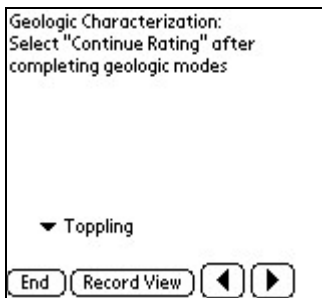 Geologic Characterization:
Select "Continue Rating" after
completing geologic modes
Toppling
End Record View